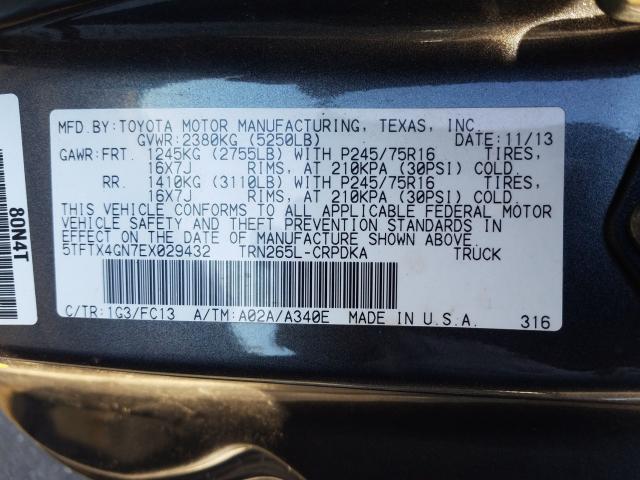 MFD.BY:TOYOTA MOTOR MANUFACTURING, TEXAS, INC.
GVWR:2380KG (5250LB) DATE:11/13
GAWR:FRT. 1245KG (2755LB) WITH P245/75R16 TIRES,
16X7J RIMS, AT 210KPA (30PSI) COLD.
RR. 1410KG (3110LB) WITH P245/75R16 TIRES,
16X7J RIMS, AT 210KPA (30PSI) COLD.
THIS VEHICLE CONFORMS TO ALL APPLICABLE FEDERAL MOTOR
VEHICLE SAFETY AND THEFT PREVENTION STANDARDS IN
EFFECT ON THE DATE OF MANUFACTURE SHOWN ABOVE.
5TFTX4GN7EX029432 TRN265L-CRPDKA TRUCK
C/TR:1G3/FC13 A/TM:A02A/A340E MADE IN U.S.A. 316
80N4T